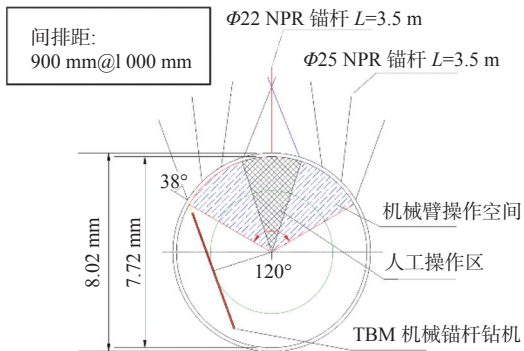 Φ22 NPR 锚杆 L=3.5 m
间排距:
900 mm@l 000 mm
Φ25 NPR 锚杆 L=3.5 m
38°
机械臂操作空间
8.02 mm
7.72 mm
人工操作区
120°
TBM 机械锚杆钻机